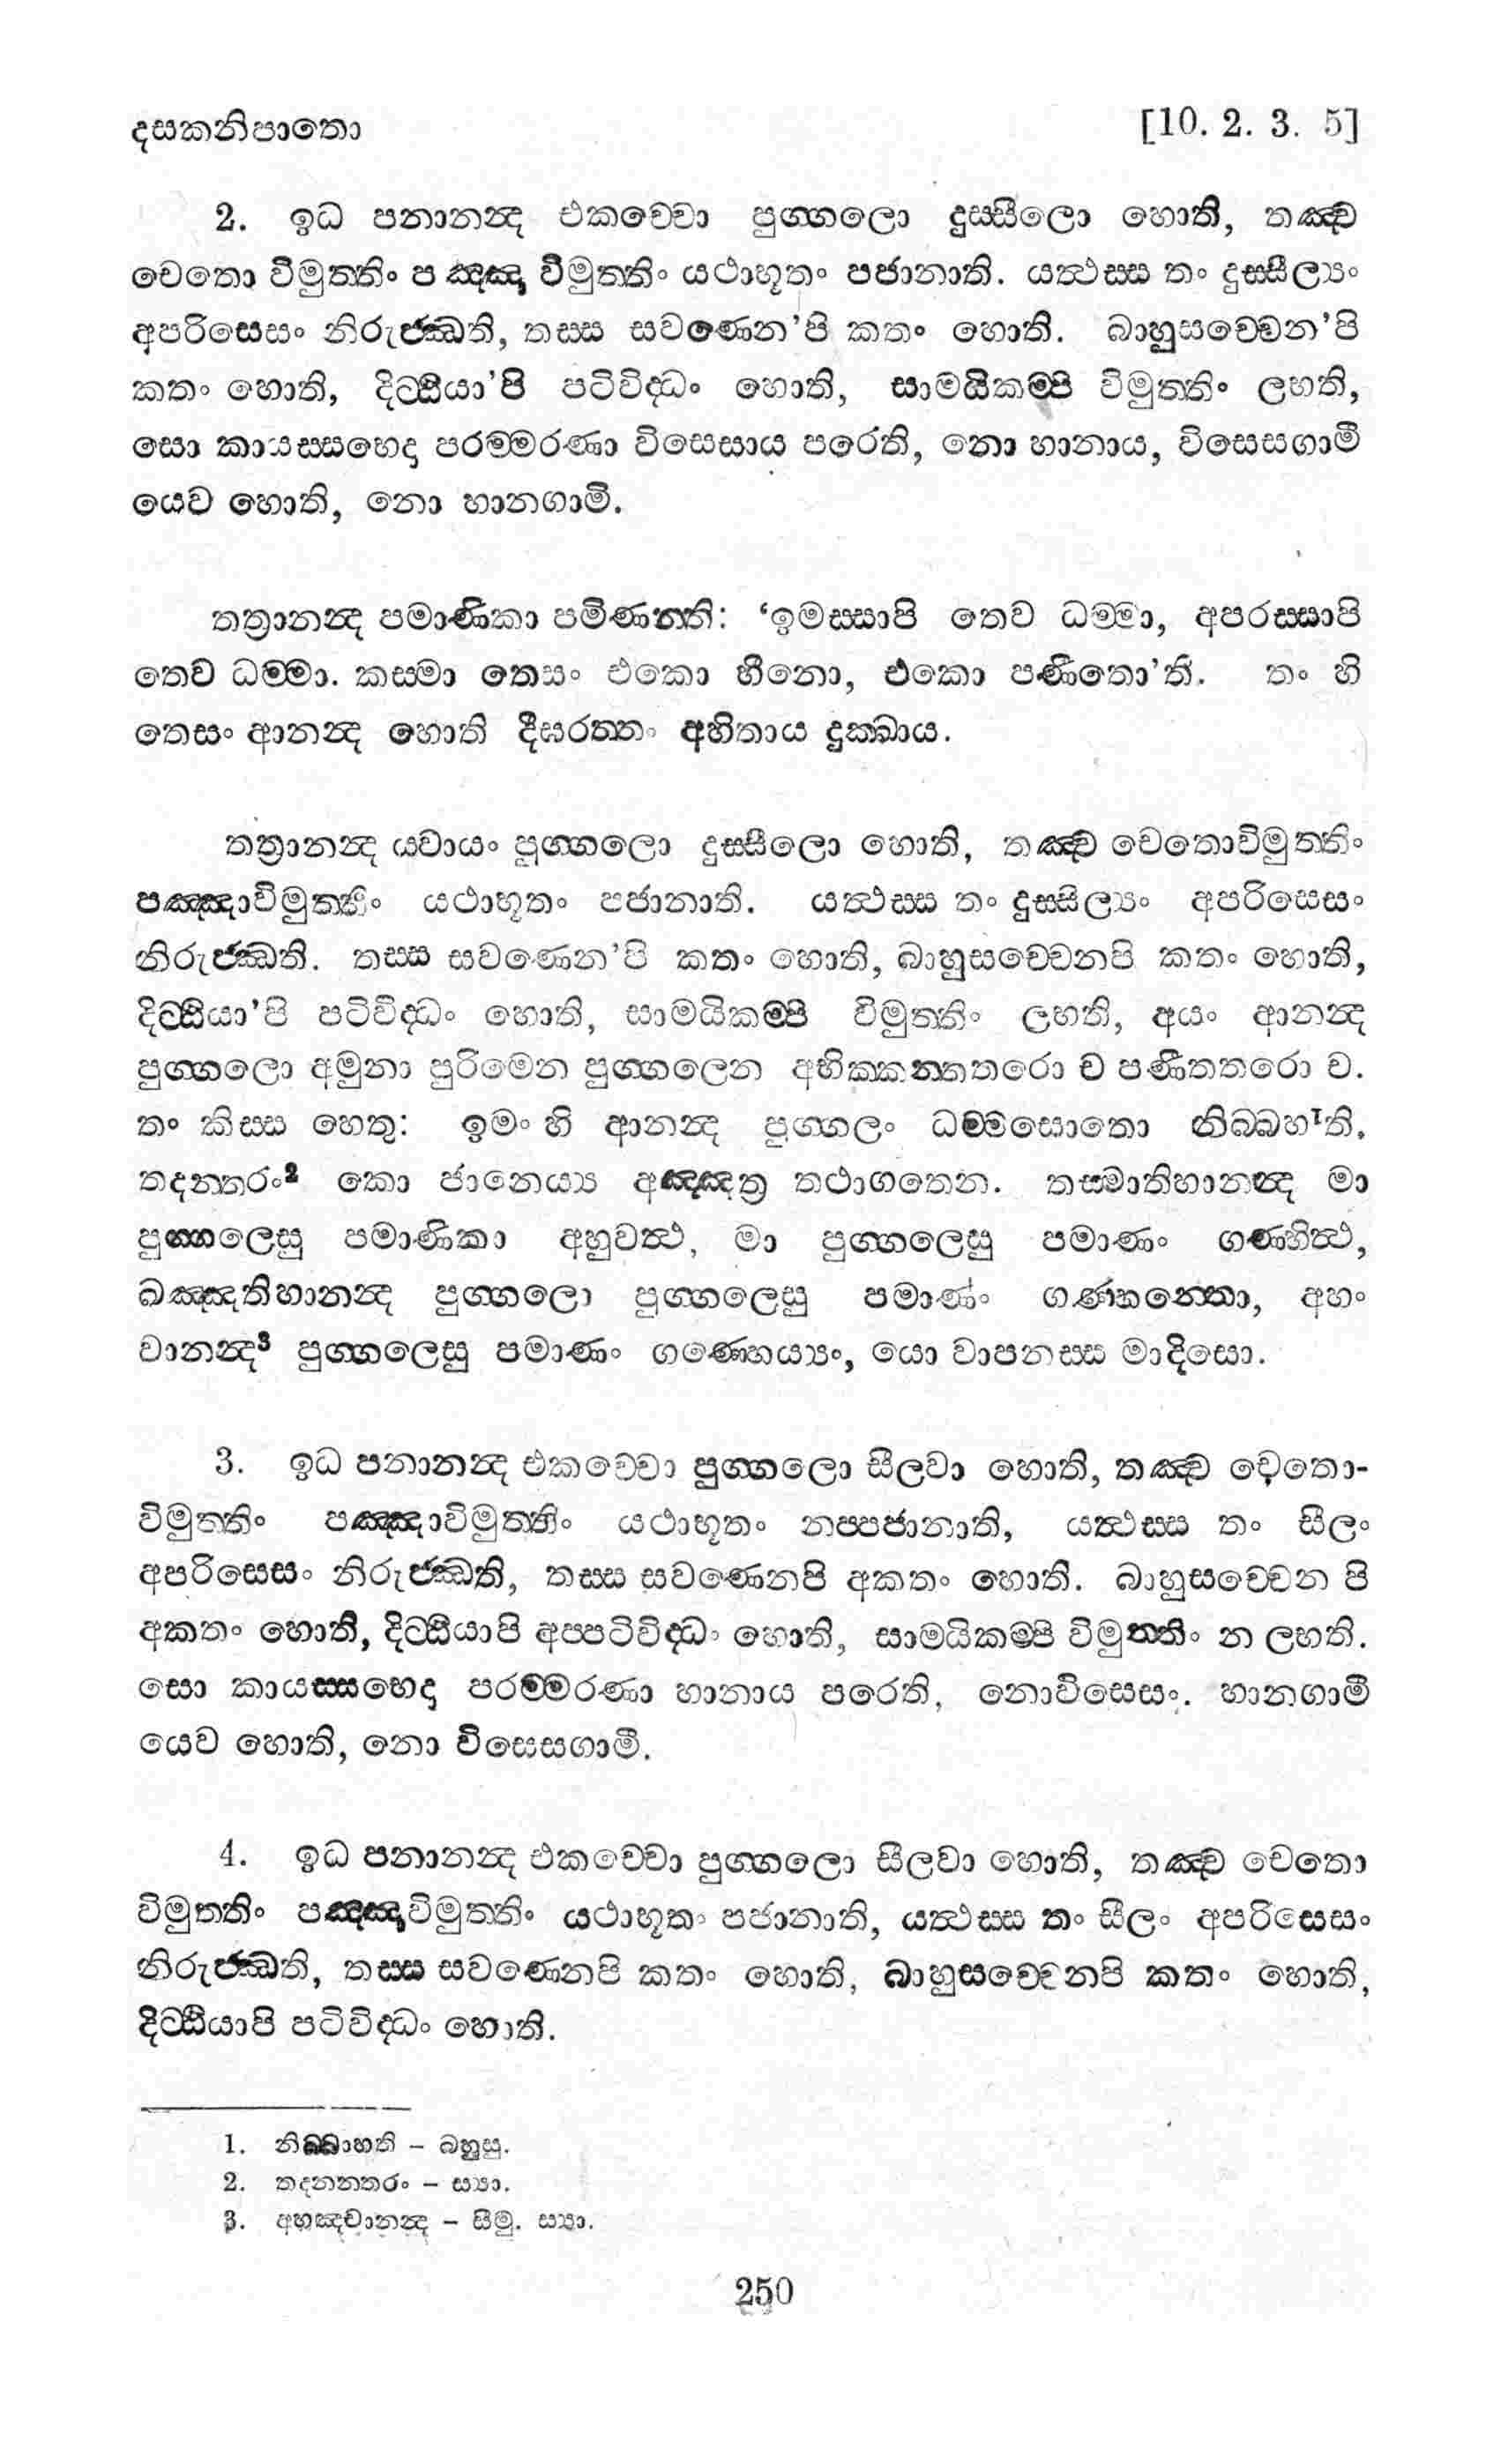 දසකනිපාතො [10. 2. 3. 5]
2. ඉධ පනානන්‍ද එකච්චො පුග්ගලො දුස්සීලො හොති, තඤ්ච
චෙතො විමුත්තිං ප ඤ්ඤා විමුත්තිං යථාභූතං පජානාති. යත්‍ථස්ස තං දුස්සීල්‍යං
අපරිසෙසං නිරුජ්ඣති, තස්ස සවණෙන’පි කතං හොති. බාහුසච්චෙන’පි
කතං හොති, දිට්ඨියා’පි පටිවිද්ධං හොති, සාමයිකම්පි විමුත්තිං ලභති,
සො කායස්සභෙදා පරම්මරණා විසෙසාය පරෙති, නො හානාය, විසෙසගාමී
යෙව හොති, නො හානගාමි.
තත්‍රානන්‍ද පමාණිකා පමිණන්ති: ‘ඉමස්සාපි තෙව ධම්මා, අපරස්සාපි
තෙව ධම්මා. කස්මා තෙසං එකො හීනො, එකො පණීතො’ති. තං හි
තෙසං ආනන්‍ද හොති දීඝරත්තං අහිතාය දුක්ඛාය.
තත්‍රානන්‍ද ය්වායං පුග්ගලො දුස්සීලො හොති, තඤ්ච චෙතොවිමුත්තිං
පඤ්ඤාවිමුත්තිං යථාභූතං පජානාති. යත්‍ථස්ස තං දුස්සීල්‍යං අපරිසෙසං
නිරුජ්ඣති. තස්ස සවණෙන’පි කතං හොති, බාහුසච්චෙනපි කතං හොති,
දිට්ඨියා’පි පටිවිද්ධං හොති, සාමයිකම්පි විමුත්තිං ලභති, අයං ආනන්‍ද
පුග්ගලො අමුනා පුරිමෙන පුග්ගලෙන අභික්කන්තතරො ච පණීතතරො ච.
තං කිස්ස හෙතු: ඉමං හි ආනන්‍ද පුග්ගලං ධම්මසොතො නිබ්බහ¹ති.
තදන්තරං² කො ජානෙය්‍ය අඤ්ඤත්‍ර තථාගතෙන. තස්මාතිහානන්‍ද මා
පුග්ගලෙසු පමාණිකා අහුවත්‍ථ, මා පුග්ගලෙසු පමාණං ගණ්හිත්‍ථ,
ඛඤ්ඤතිහානන්‍ද පුග්ගලො පුග්ගලෙසු පමාණං ගණ්හන්තො, අහං
වානන්‍ද³ පුග්ගලෙසු පමාණං ගණ්හෙය්‍යං, යො වාපනස්ස මාදිසො.
3. ඉධ පනානන්‍ද එකච්චො පුග්ගලො සීලවා හොති, තඤ්ච චෙතො-
විමුත්තිං පඤ්ඤාවිමුත්තිං යථාභූතං නප්පජානාති, යත්‍ථස්ස තං සීලං
අපරිසෙසං නිරුජ්ඣති, තස්ස සවණෙනපි අකතං හොති. බාහුසච්චෙන පි
අකතං හොති, දිට්ඨියාපි අප්පටිවිද්ධං හොති, සාමයිකම්පි විමුත්තිං න ලභති.
සො කායස්සභෙදා පරම්මරණා හානාය පරෙති, නොවිසෙසං. හානගාමී
යෙව හොති, නො විසෙසගාමී.
4. ඉධ පනානන්‍ද එකච්චො පුග්ගලො සීලවා හොති, තඤ්ච චෙතො
විමුත්තිං පඤ්ඤාවිමුත්තිං යථාභූතං පජානාති, යත්‍ථස්ස තං සීලං අපරිසෙසං
නිරුජ්ඣති, තස්ස සවණෙනපි කතං හොති, බාහුසච්චෙනපි කතං හොති,
දිට්ඨියාපි පටිවිද්ධං හොති.
1. නිබ්බාහති – බහුසු.
2. තදනන්තරං – ස්‍යා.
3. අහඤ්චානන්‍ද – සීමු. ස්‍යා.
250